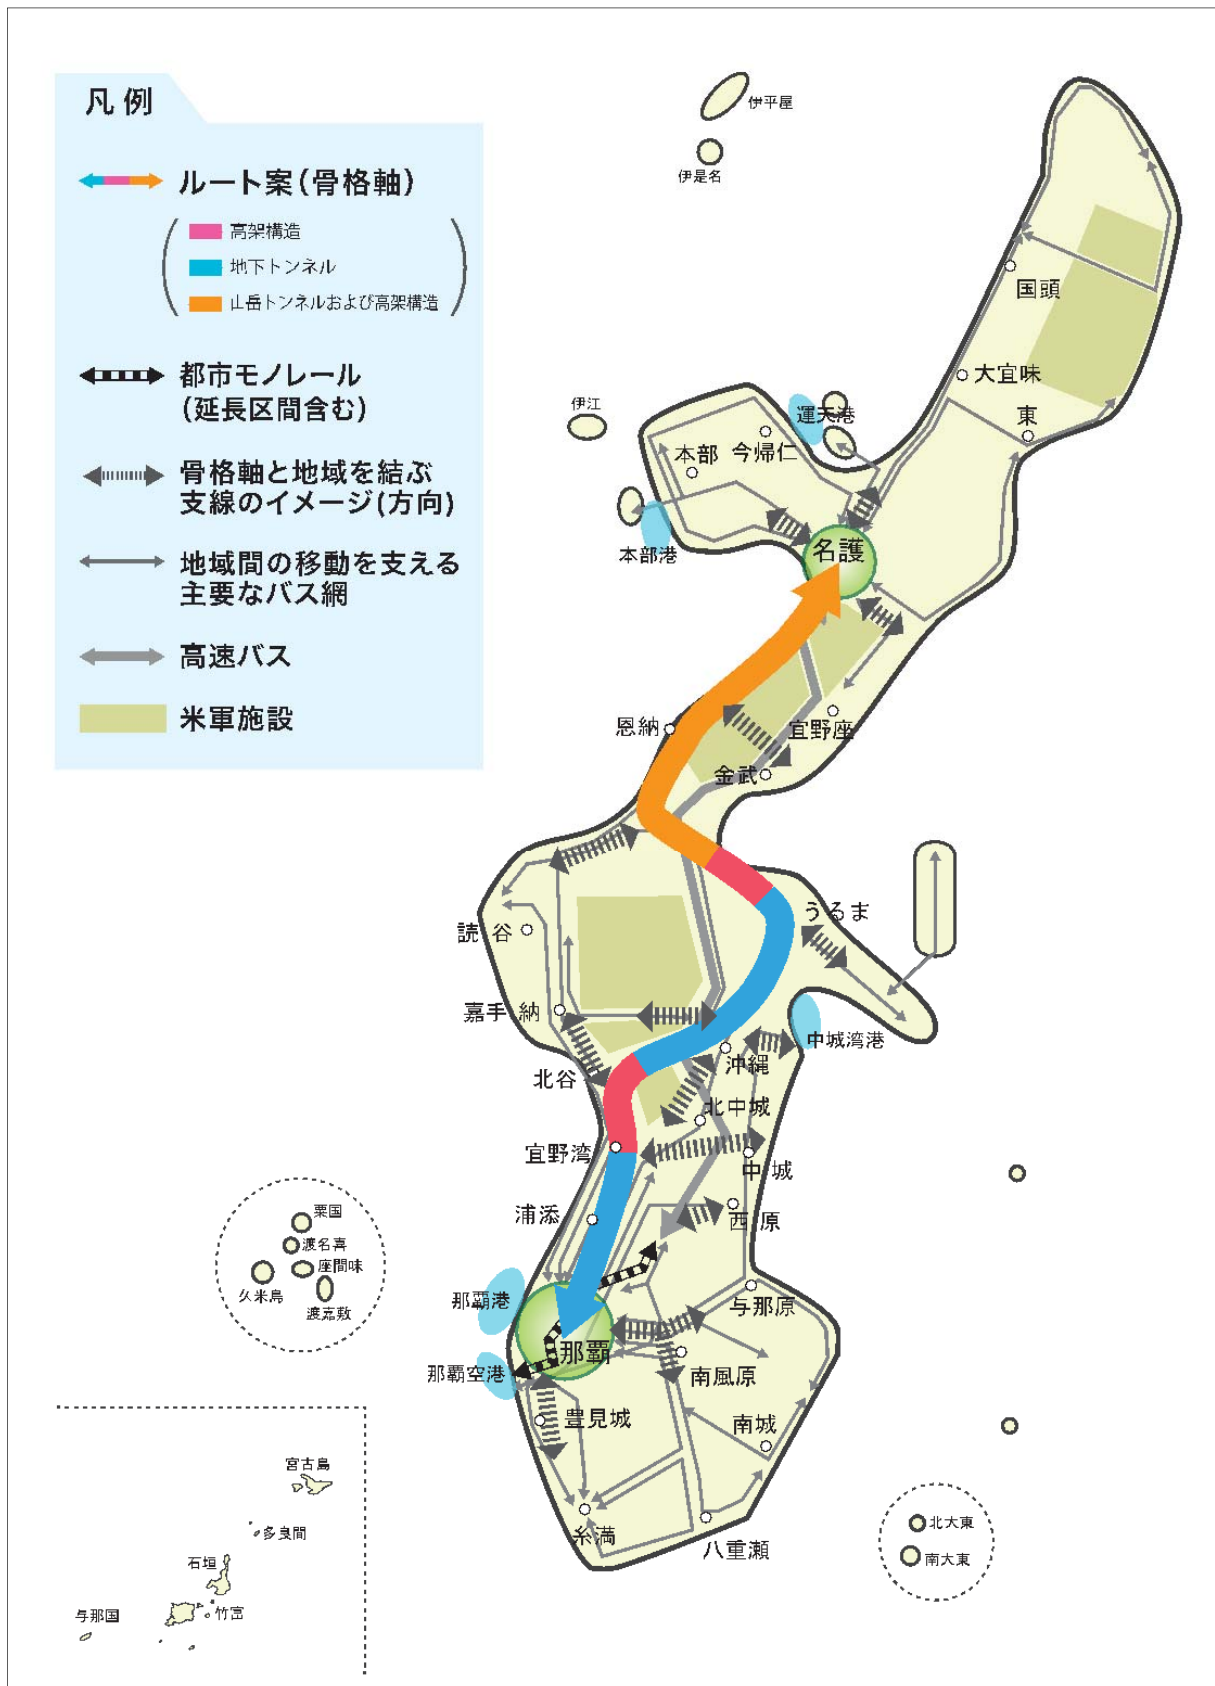 凡例
ルート案(骨格軸)
高架構造
地下トンネル
山岳トンネルおよび高架構造
都市モノレール
(延長区間含む)
骨格軸と地域を結ぶ
支線のイメージ(方向)
地域間の移動を支える
主要なバス網
高速バス
米軍施設
伊平屋
伊是名
国頭
大宜味
東
伊江
運天港
今帰仁
本部
本部港
名護
恩納
宜野座
金武
うるま
読谷
嘉手納
中城湾港
沖縄
北谷
北中城
宜野湾
中城
浦添
西原
粟国
渡名喜
座間味
久米島
渡嘉敷
那覇港
与那原
那覇
那覇空港
南風原
豊見城
南城
糸満
八重瀬
宮古島
多良間
石垣
竹富
与那国
北大東
南大東